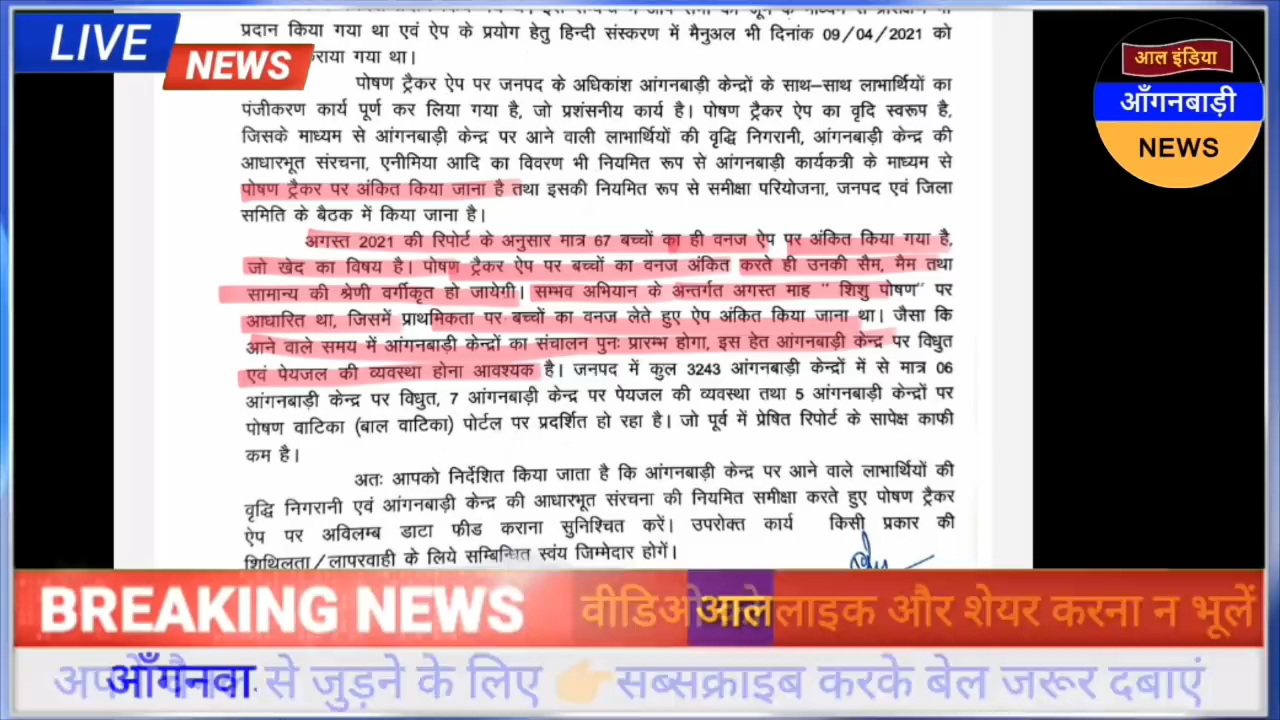 LIVE
NEWS
आल इंडिया
आँगनबाड़ी
NEWS
प्रदान किया गया था एवं ऐप के प्रयोग हेतु हिन्दी संस्करण में मैनुअल भी दिनांक 09/04/2021 को
कराया गया था।
पोषण ट्रैकर ऐप पर जनपद के अधिकांश आंगनबाड़ी केन्द्रों के साथ–साथ लाभार्थियों का
पंजीकरण कार्य पूर्ण कर लिया गया है, जो प्रशंसनीय कार्य है। पोषण ट्रैकर ऐप का वृदि स्वरूप है,
जिसके माध्यम से आंगनबाड़ी केन्द्र पर आने वाली लाभार्थियों की वृद्धि निगरानी, आंगनबाड़ी केन्द्र की
आधारभूत संरचना, एनीमिया आदि का विवरण भी नियमित रूप से आंगनबाड़ी कार्यकत्री के माध्यम से
पोषण ट्रैकर पर अंकित किया जाना है तथा इसकी नियमित रूप से समीक्षा परियोजना, जनपद एवं जिला
समिति के बैठक में किया जाना है।
अगस्त 2021 की रिपोर्ट के अनुसार मात्र 67 बच्चों का ही वनज ऐप पर अंकित किया गया है,
जो खेद का विषय है। पोषण ट्रैकर ऐप पर बच्चों का वनज अंकित करते ही उनकी सैम, मैम तथा
सामान्य की श्रेणी वर्गीकृत हो जायेगी। सम्भव अभियान के अन्तर्गत अगस्त माह " शिशु पोषण" पर
आधारित था, जिसमें प्राथमिकता पर बच्चों का वनज लेते हुए ऐप अंकित किया जाना था। जैसा कि
आने वाले समय में आंगनबाड़ी केन्द्रों का संचालन पुनः प्रारम्भ होगा, इस हेत आंगनबाड़ी केन्द्र पर विधुत
एवं पेयजल की व्यवस्था होना आवश्यक है। जनपद में कुल 3243 आंगनबाड़ी केन्द्रों में से मात्र 06
आंगनबाड़ी केन्द्र पर विधुत, 7 आंगनबाड़ी केन्द्र पर पेयजल की व्यवस्था तथा 5 आंगनबाड़ी केन्द्रों पर
पोषण वाटिका (बाल वाटिका) पोर्टल पर प्रदर्शित हो रहा है। जो पूर्व में प्रेषित रिपोर्ट के सापेक्ष काफी
कम है।
अतः आपको निर्देशित किया जाता है कि आंगनबाड़ी केन्द्र पर आने वाले लाभार्थियों की
वृद्धि निगरानी एवं आंगनबाड़ी केन्द्र की आधारभूत संरचना की नियमित समीक्षा करते हुए पोषण ट्रैकर
ऐप पर अविलम्ब डाटा फीड कराना सुनिश्चित करें। उपरोक्त कार्य किसी प्रकार की
शिथिलता/लापरवाही के लिये सम्बिन्धित स्वंय जिम्मेदार होगें।
BREAKING NEWS
आल लाइक और शेयर करना न भूलें
आँगनवा से जुड़ने के लिए 👉 सब्सक्राइब करके बेल जरूर दबाएं